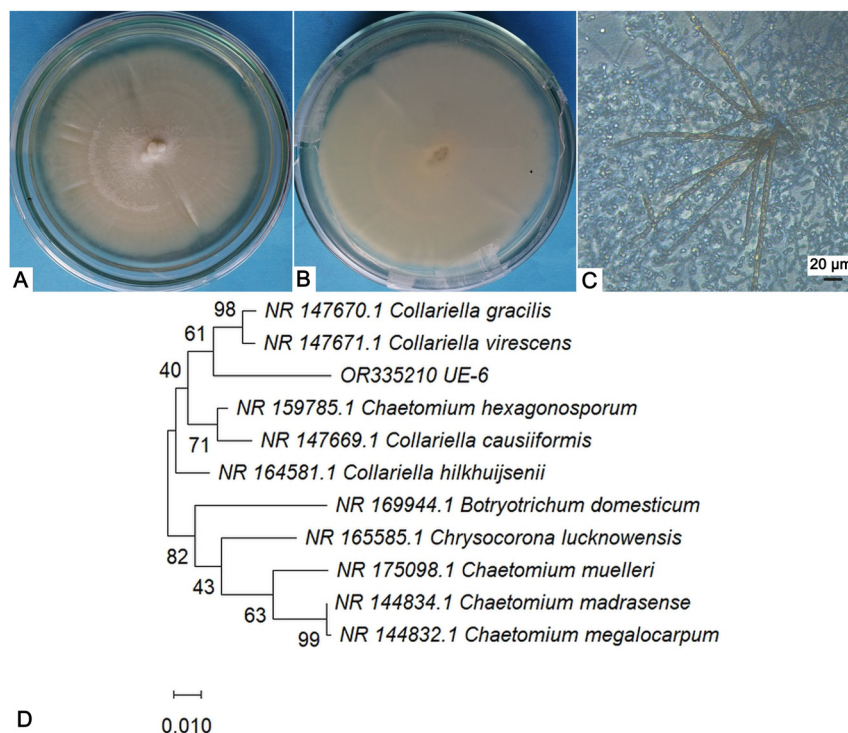 A
B
C
20 µm
98
NR 147670.1 Collariella gracilis
61
NR 147671.1 Collariella virescens
40
OR335210 UE-6
NR 159785.1 Chaetomium hexagonosporum
71
NR 147669.1 Collariella causiiformis
NR 164581.1 Collariella hilkhuijsenii
NR 169944.1 Botryotrichum domesticum
82
NR 165585.1 Chrysocorona lucknowensis
43
NR 175098.1 Chaetomium muelleri
63
NR 144834.1 Chaetomium madrasense
99
NR 144832.1 Chaetomium megalocarpum
D
0.010